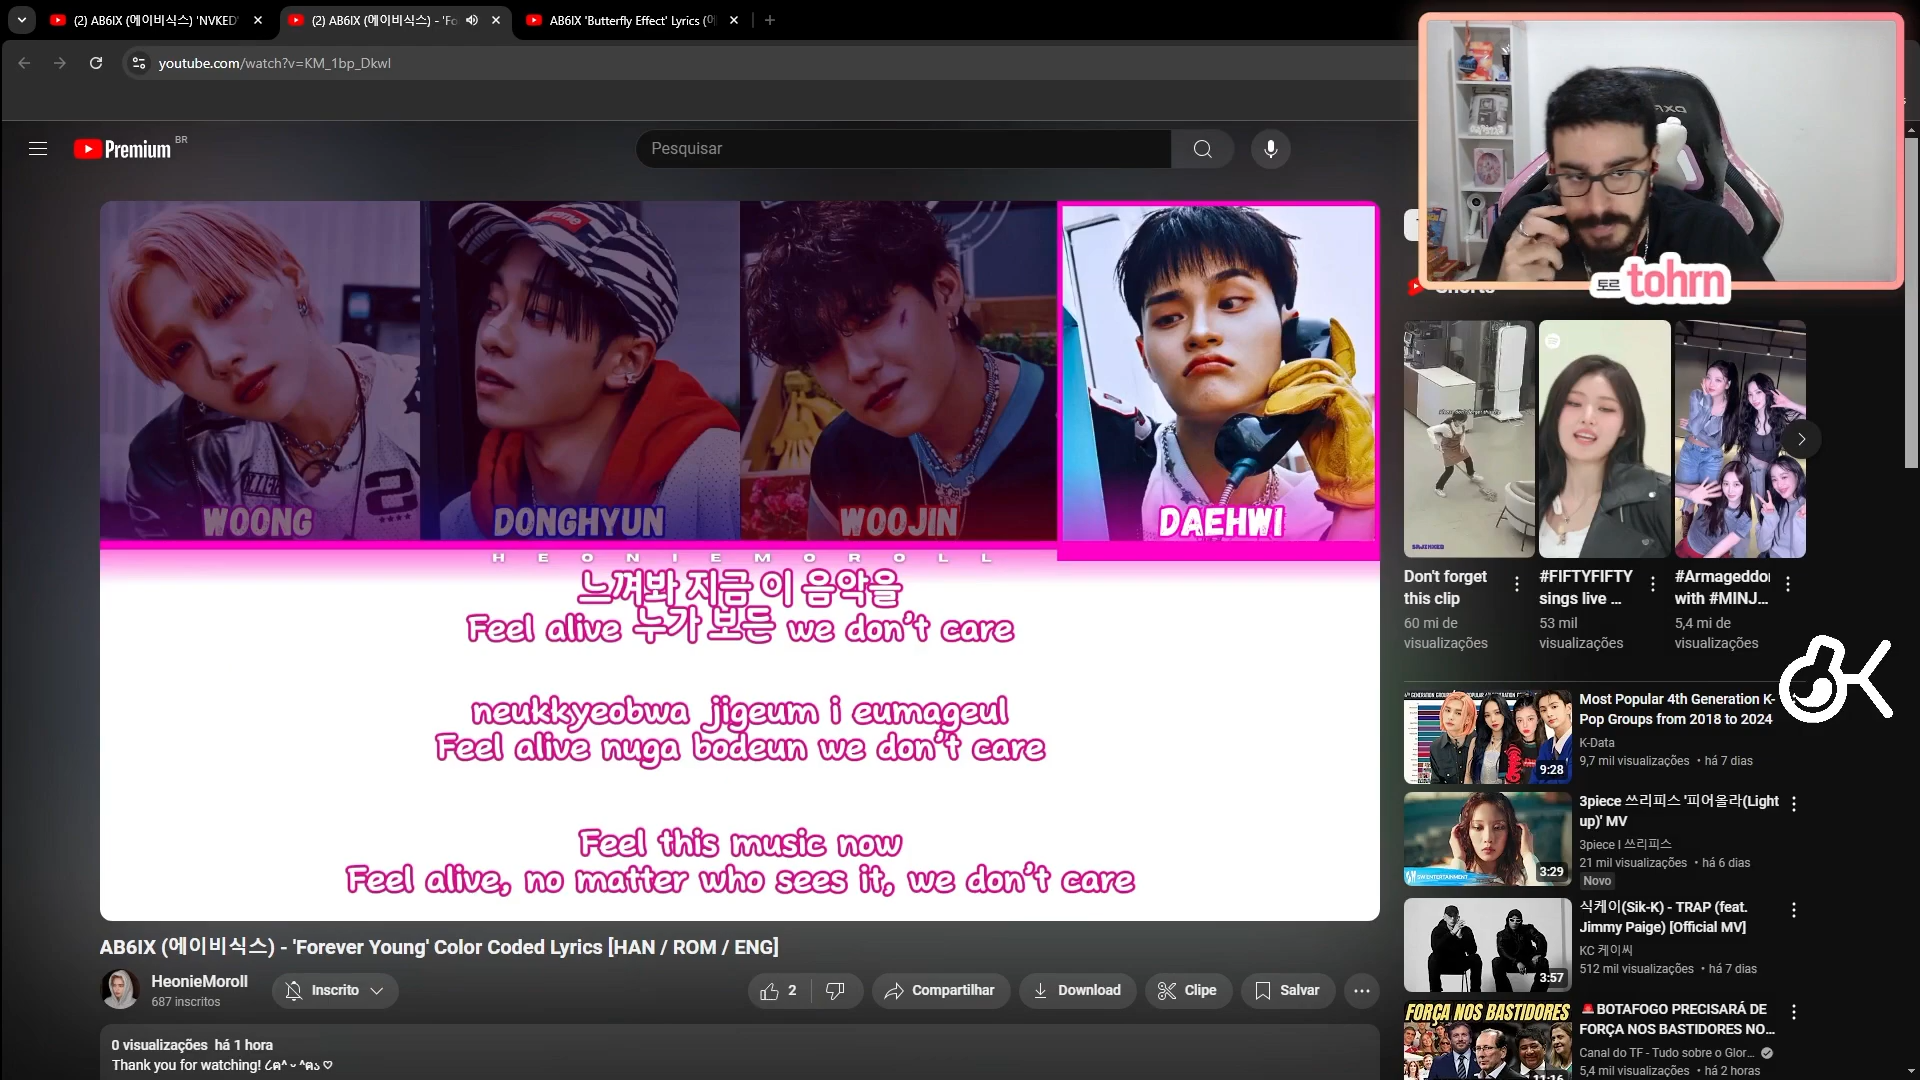 (2) AB6IX (에이비식스) 'NVKED'
(2) AB6IX (에이비식스) - 'Fo
AB6IX 'Butterfly Effect' Lyrics (에
youtube.com/watch?v=KM_1bp_Dkwl
Premium BR
Pesquisar
AXO
토르 tohrn
WOONG
DONGHYUN
WOOJIN
DAEHWI
HEONIEMOROLL
느껴봐 지금 이 음악을
Feel alive 누가 보든 we don't care
neukkyeobwa jigeum i eumageul
Feel alive nuga bodeun we don't care
Feel this music now
Feel alive, no matter who sees it, we don't care
AB6IX (에이비식스) - 'Forever Young' Color Coded Lyrics [HAN / ROM / ENG]
HeonieMoroll
687 inscritos
Inscrito
2
Compartilhar
Download
Clipe
Salvar
0 visualizações há 1 hora
Thank you for watching!
Shorts
Don't forget
this clip
60 mi de
visualizações
#FIFTYFIFTY
sings live ...
53 mil
visualizações
#Armageddon
with #MINJ...
5,4 mi de
visualizações
OK
Most Popular 4th Generation K-
Pop Groups from 2018 to 2024
K-Data
9,7 mil visualizações • há 7 dias
9:28
3piece 쓰리피스 '피어올라(Light
up)' MV
3piece l 쓰리피스
21 mil visualizações • há 6 dias
Novo
3:29
식케이(Sik-K) - TRAP (feat.
Jimmy Paige) [Official MV]
KC 케이씨
512 mil visualizações • há 7 dias
3:57
FORÇA NOS BASTIDORES
🚨BOTAFOGO PRECISARÁ DE
FORÇA NOS BASTIDORES NO...
Canal do TF - Tudo sobre o Glor...
5,4 mil visualizações • há 2 horas
11:16